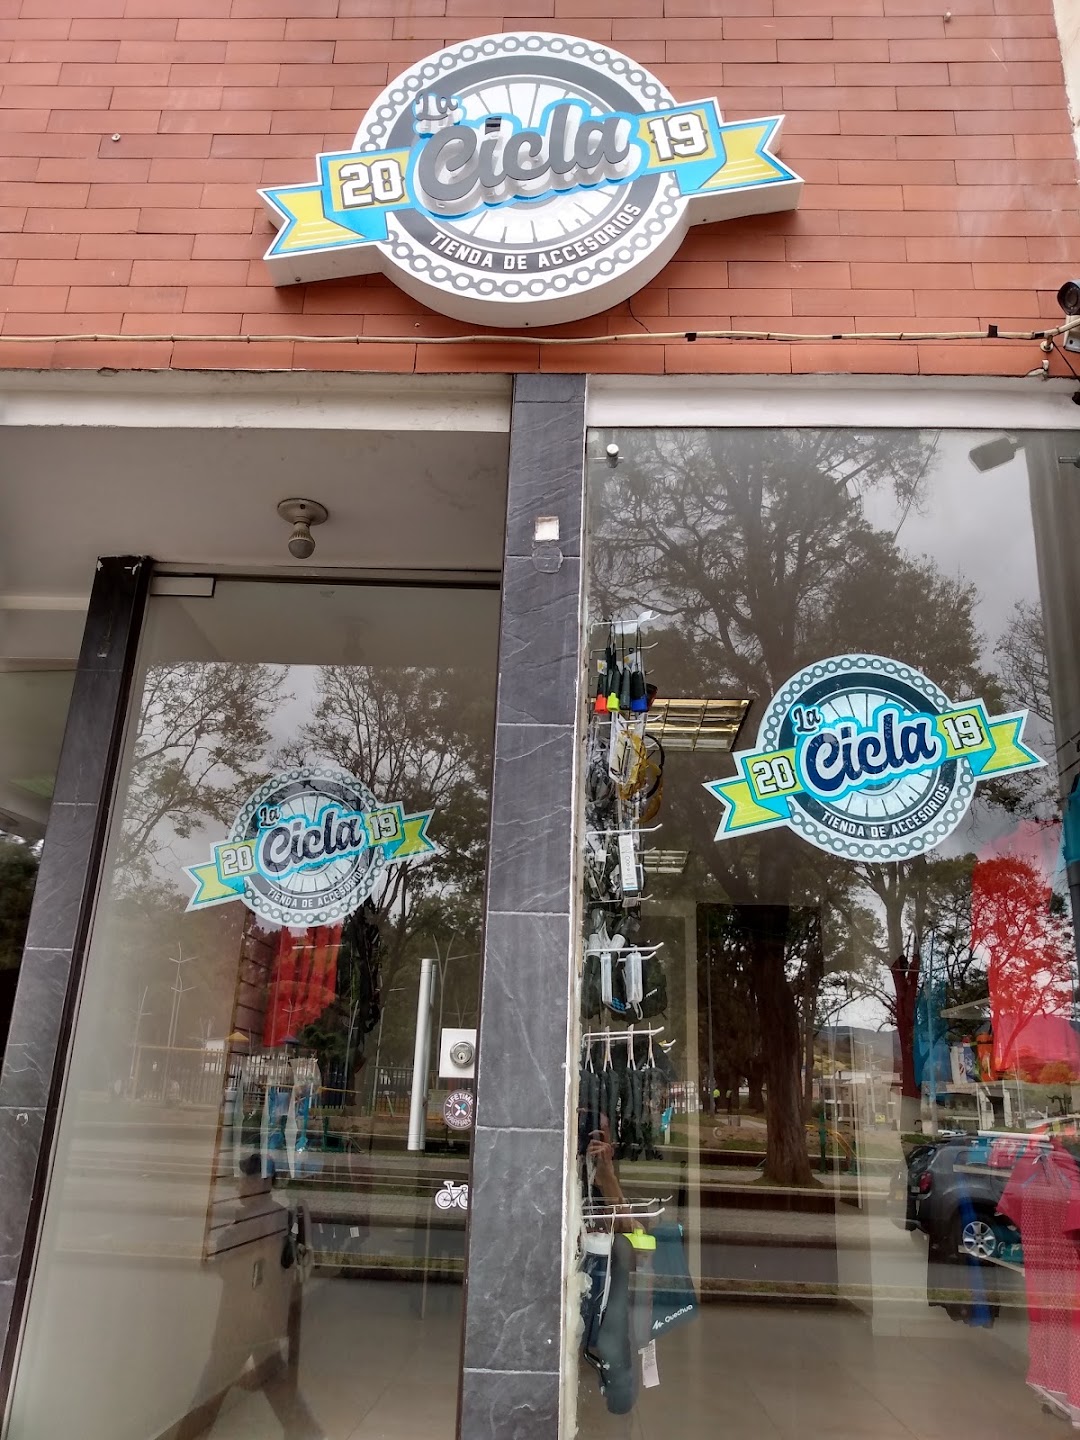 La
20 Cicla 19
TIENDA DE ACCESORIOS
La
20 Cicla 19
TIENDA DE ACCESORIOS
La
20 Cicla 19
TIENDA DE ACCESORIOS
LIFETIME
Quechua